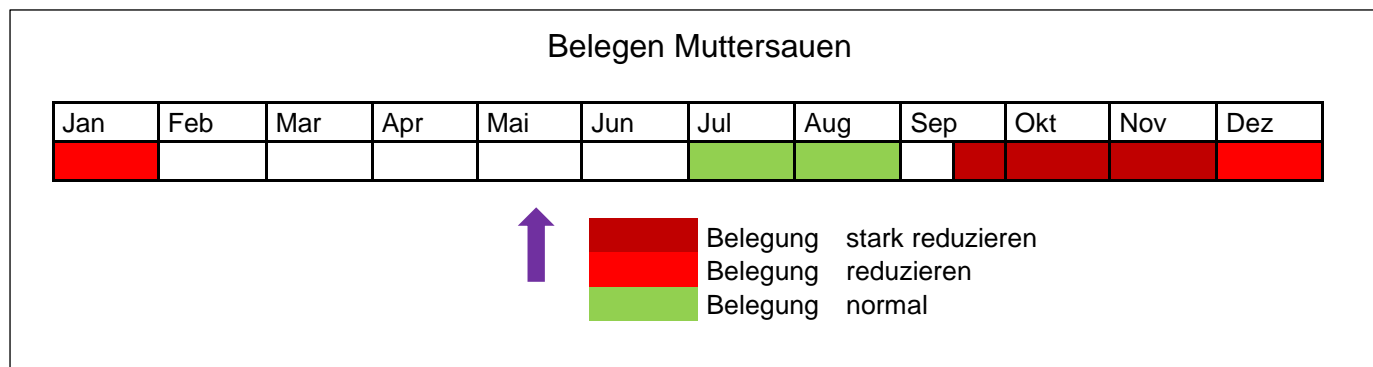 Belegen Muttersauen
Jan Feb Mar Apr Mai Jun Jul Aug Sep Okt Nov Dez
Belegung stark reduzieren
Belegung reduzieren
Belegung normal